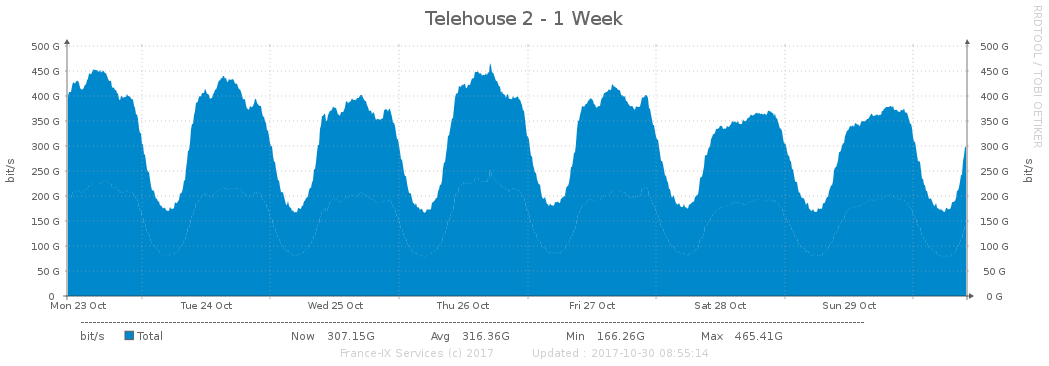 Telehouse 2 - 1 Week
RRDTOOL / TOBI OETIKER
bit/s
500 G
450 G
400 G
350 G
300 G
250 G
200 G
150 G
100 G
50 G
0
500 G
450 G
400 G
350 G
300 G
250 G
200 G
150 G
100 G
50 G
0 G
bit/s
Mon 23 Oct Tue 24 Oct Wed 25 Oct Thu 26 Oct Fri 27 Oct Sat 28 Oct Sun 29 Oct
bit/s Total Now 307.15G Avg 316.36G Min 166.26G Max 465.41G
France-IX Services (c) 2017 Updated : 2017-10-30 08:55:14